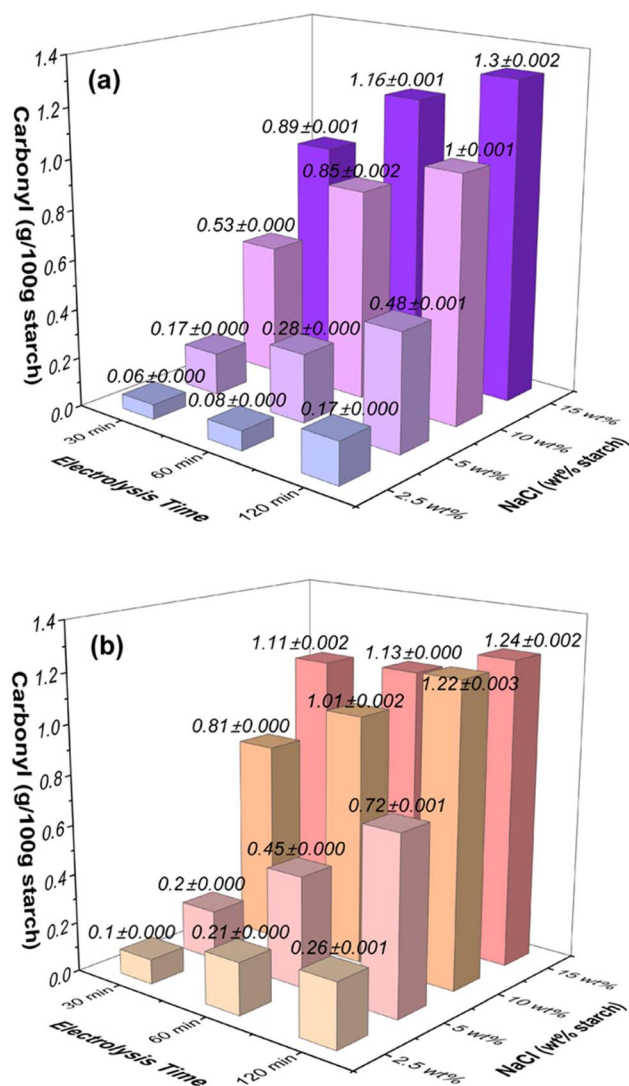 (a)
Carbonyl (g/100g starch)
1.4
1.2
1.0
0.8
0.6
0.4
0.2
0.0
0.89±0.001
1.16±0.001
1.3±0.002
0.53±0.000
0.85±0.002
1±0.001
0.17±0.000
0.28±0.000
0.48±0.001
0.06±0.000
0.08±0.000
0.17±0.000
30 min
60 min
120 min
Electrolysis Time
2.5 wt%
5 wt%
10 wt%
15 wt%
NaCl (wt% starch)
(b)
Carbonyl (g/100g starch)
1.4
1.2
1.0
0.8
0.6
0.4
0.2
0.0
1.11±0.002
1.13±0.000
1.24±0.002
0.81±0.000
1.01±0.002
1.22±0.003
0.2±0.000
0.45±0.000
0.72±0.001
0.1±0.000
0.21±0.000
0.26±0.001
30 min
60 min
120 min
Electrolysis Time
2.5 wt%
5 wt%
10 wt%
15 wt%
NaCl (wt% starch)